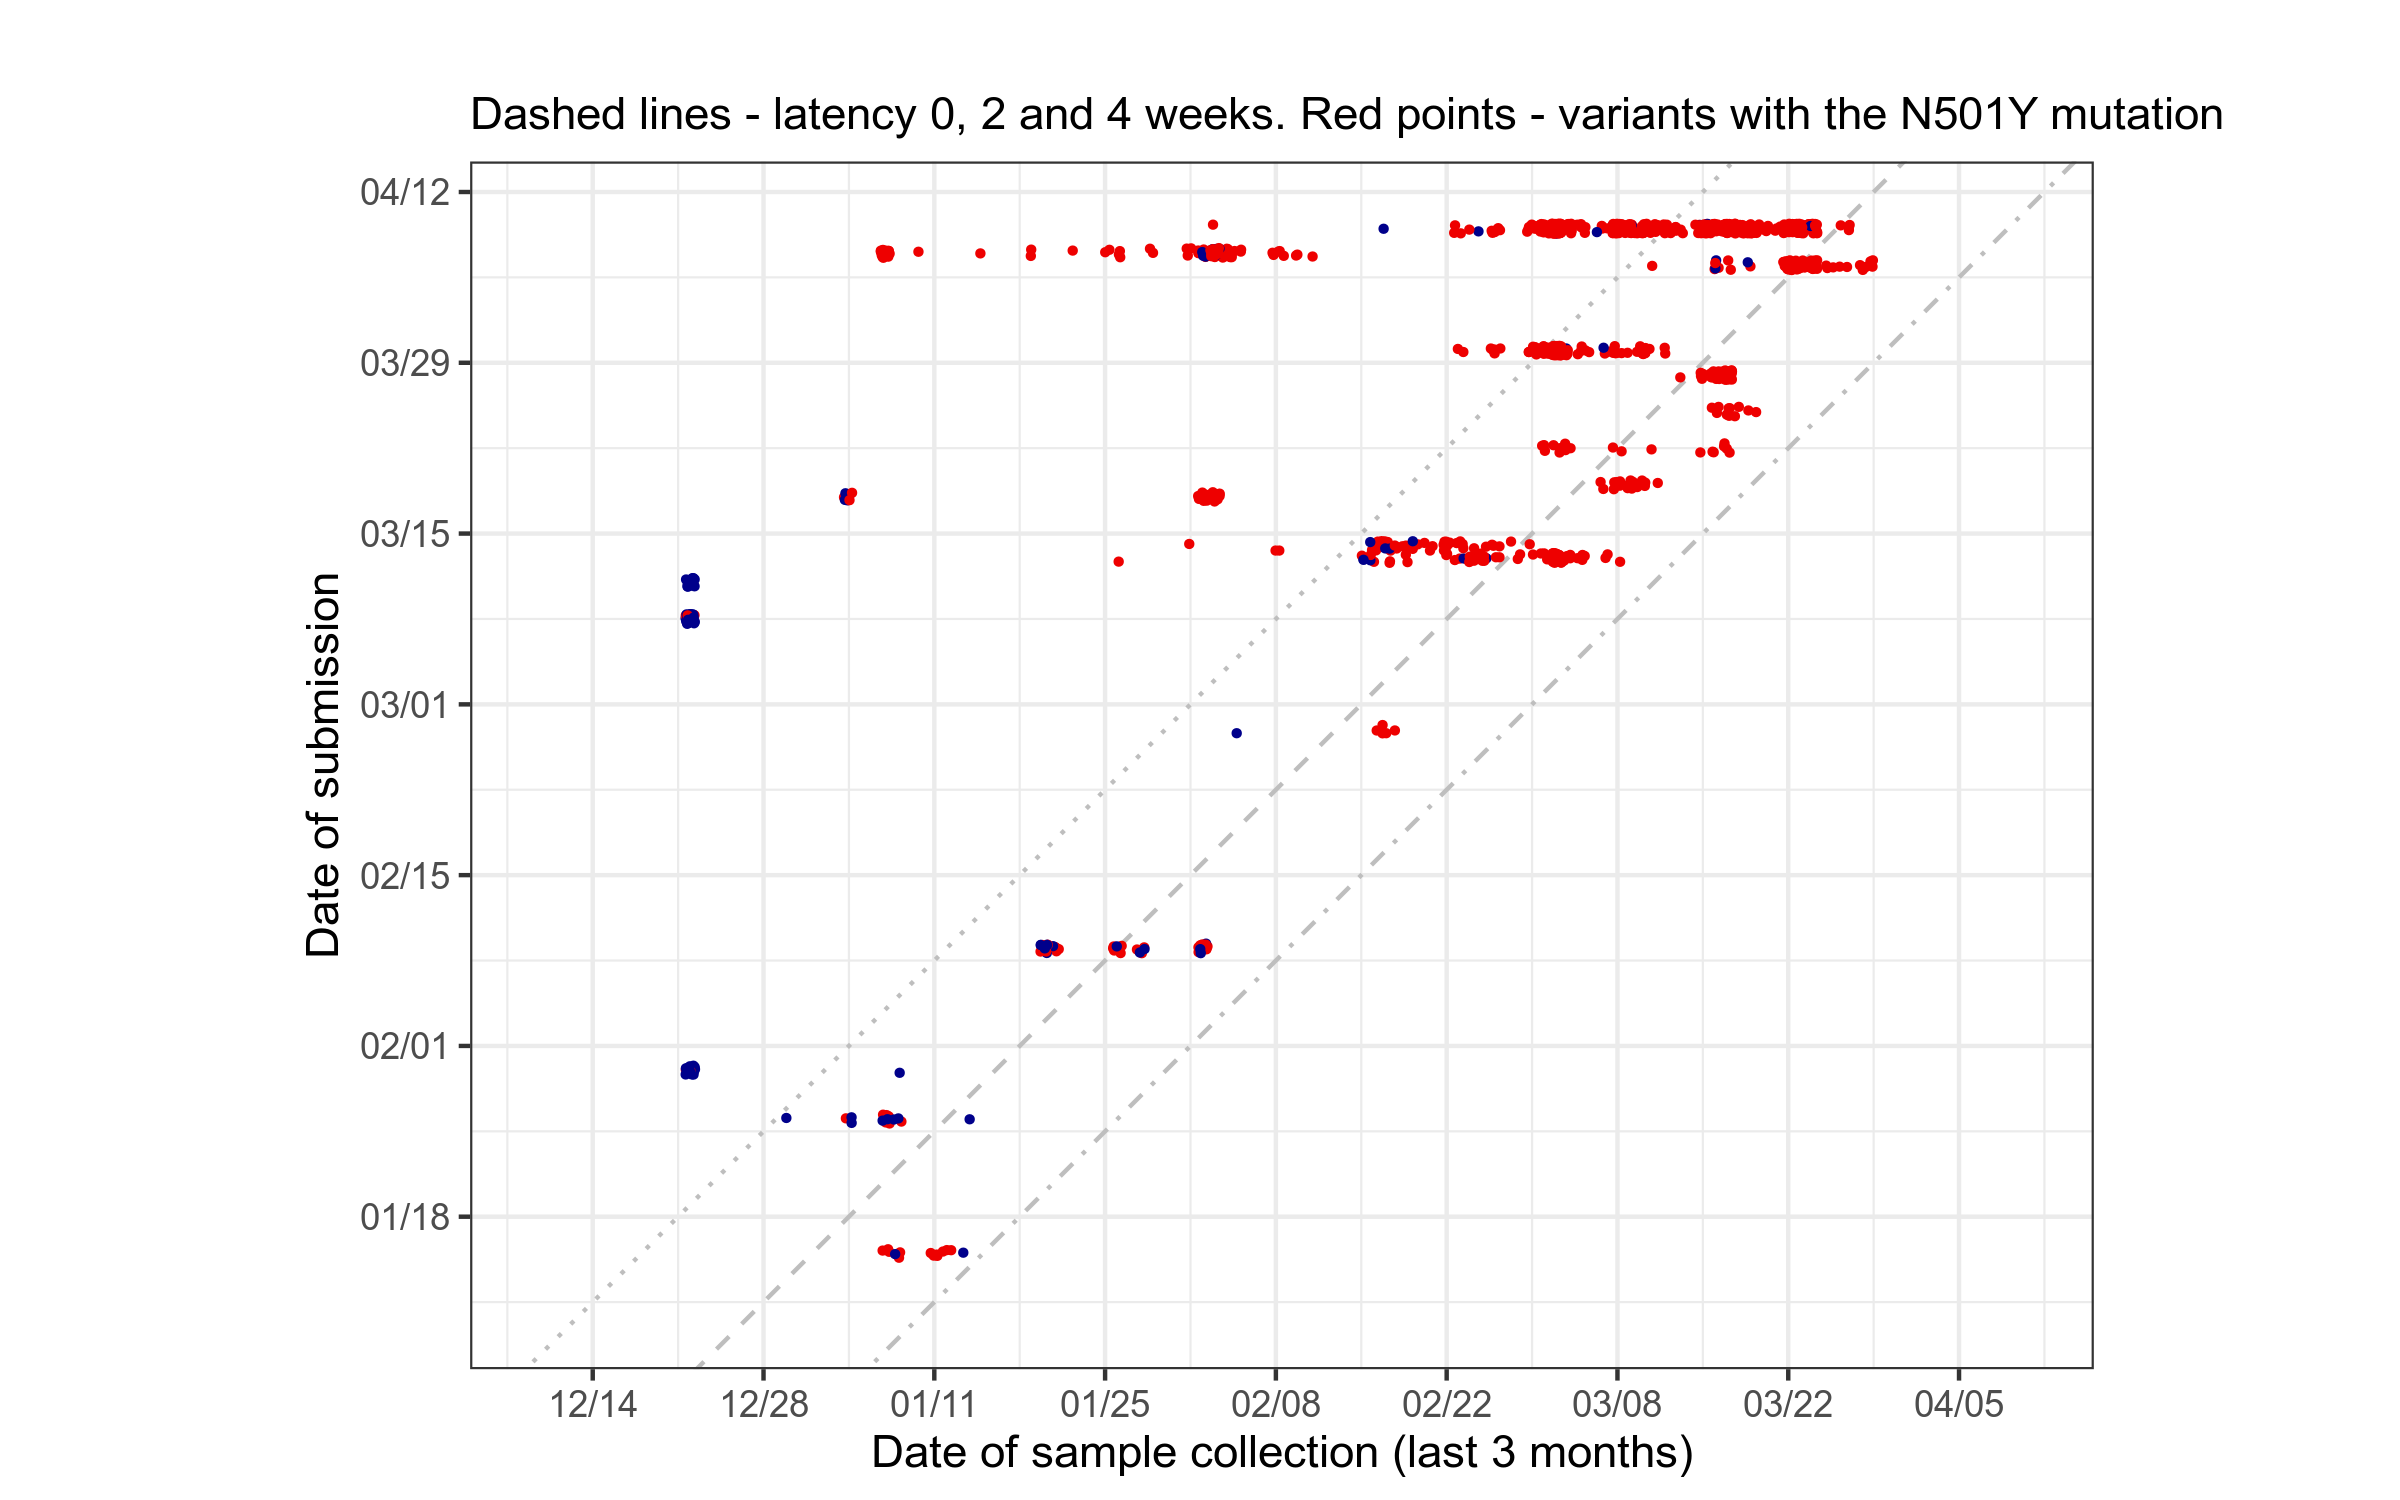 Dashed lines - latency 0, 2 and 4 weeks. Red points - variants with the N501Y mutation
04/12
03/29
03/15
03/01
02/15
02/01
01/18
Date of submission
12/14 12/28 01/11 01/25 02/08 02/22 03/08 03/22 04/05
Date of sample collection (last 3 months)